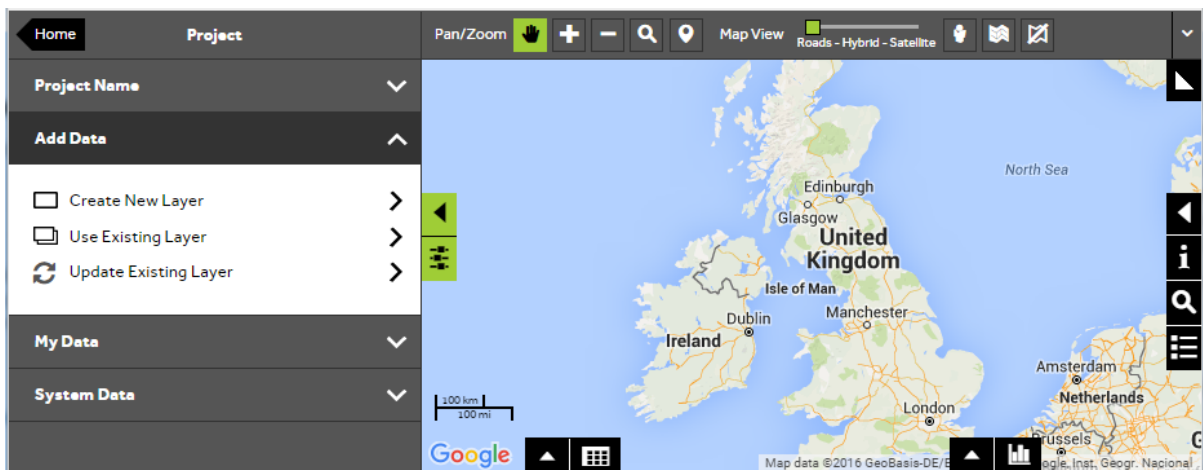 Home
Project
Pan/Zoom
Map View
Roads - Hybrid - Satellite
Project Name
Add Data
Create New Layer
Use Existing Layer
Update Existing Layer
My Data
System Data
North Sea
Edinburgh
Glasgow
United
Kingdom
Isle of Man
Dublin
Manchester
Ireland
Amsterdam
Netherlands
London
100 km
100 mi
Google
Map data ©2016 GeoBasis-DE/
Inst. Geogr. Nacional